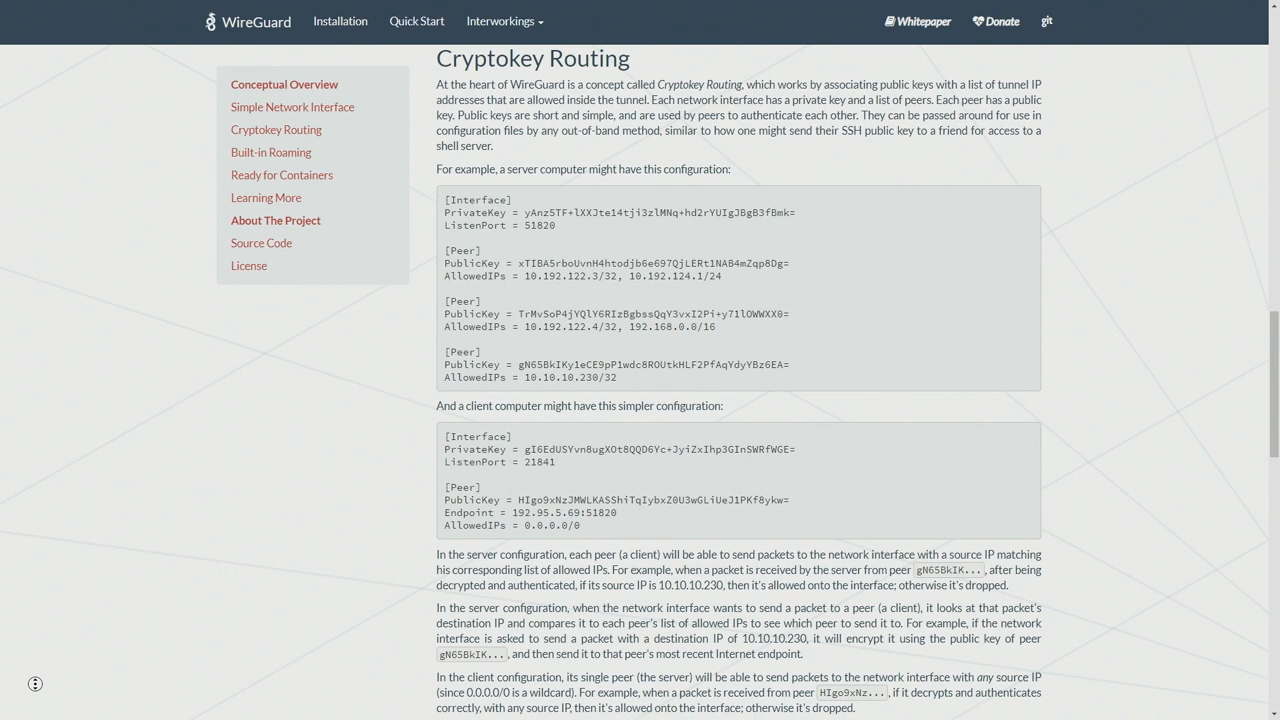 WireGuard Installation Quick Start Interworkings Whitepaper Donate git
Conceptual Overview
Simple Network Interface
Cryptokey Routing
Built-in Roaming
Ready for Containers
Learning More
About The Project
Source Code
License
Cryptokey Routing
At the heart of WireGuard is a concept called Cryptokey Routing, which works by associating public keys with a list of tunnel IP
addresses that are allowed inside the tunnel. Each network interface has a private key and a list of peers. Each peer has a public
key. Public keys are short and simple, and are used by peers to authenticate each other. They can be passed around for use in
configuration files by any out-of-band method, similar to how one might send their SSH public key to a friend for access to a
shell server.
For example, a server computer might have this configuration:
[Interface]
PrivateKey = yAnz5TF+lXXJte14tji3zlMNq+hd2rYUIgJBgB3fBmk=
ListenPort = 51820
[Peer]
PublicKey = xTIBA5rboUvnH4htodjb6e697QjLERt1NAB4mZqp8Dg=
AllowedIPs = 10.192.122.3/32, 10.192.124.1/24
[Peer]
PublicKey = TrMvSoP4jYQlY6RIzBgbssQqY3vxI2Pi+y71lOWWXX0=
AllowedIPs = 10.192.122.4/32, 192.168.0.0/16
[Peer]
PublicKey = gN65BkIKy1eCE9pP1wdc8ROUtkHLF2PfAqYdyYBz6EA=
AllowedIPs = 10.10.10.230/32
And a client computer might have this simpler configuration:
[Interface]
PrivateKey = gI6EdUSYvn8ugXOt8QQD6Yc+JyiZxIhp3GInSWRfWGE=
ListenPort = 21841
[Peer]
PublicKey = HIgo9xNzJMWLKASShiTqIybxZ0U3wGLiUeJ1PKf8ykw=
Endpoint = 192.95.5.69:51820
AllowedIPs = 0.0.0.0/0
In the server configuration, each peer (a client) will be able to send packets to the network interface with a source IP matching
his corresponding list of allowed IPs. For example, when a packet is received by the server from peer gN65BkIK..., after being
decrypted and authenticated, if its source IP is 10.10.10.230, then it's allowed onto the interface; otherwise it's dropped.
In the server configuration, when the network interface wants to send a packet to a peer (a client), it looks at that packet's
destination IP and compares it to each peer's list of allowed IPs to see which peer to send it to. For example, if the network
interface is asked to send a packet with a destination IP of 10.10.10.230, it will encrypt it using the public key of peer
gN65BkIK..., and then send it to that peer's most recent Internet endpoint.
In the client configuration, its single peer (the server) will be able to send packets to the network interface with any source IP
(since 0.0.0.0/0 is a wildcard). For example, when a packet is received from peer HIgo9xNz..., if it decrypts and authenticates
correctly, with any source IP, then it's allowed onto the interface; otherwise it's dropped.